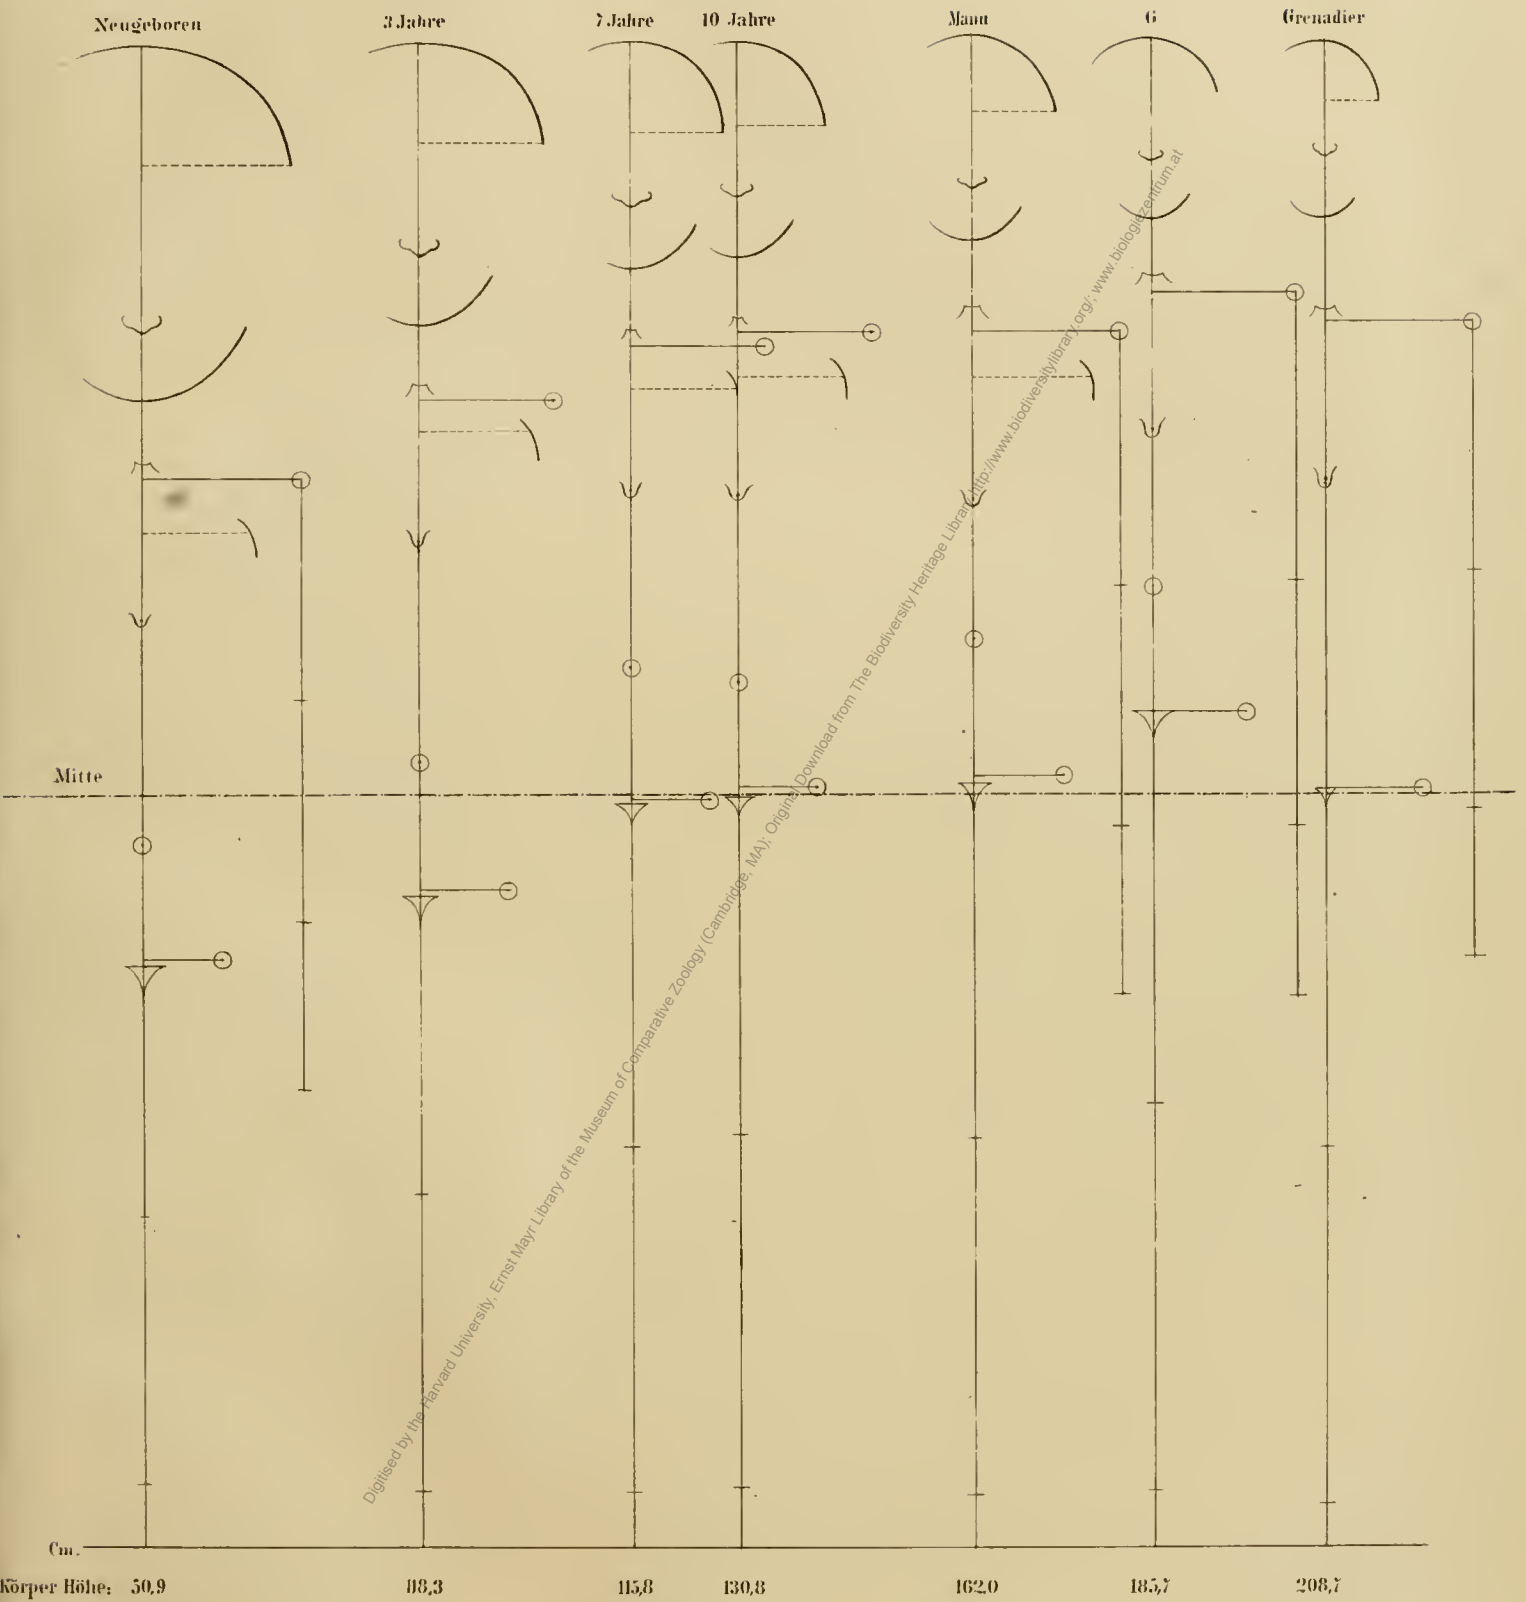 Neugeboren 3 Jahre 7 Jahre 10 Jahre Mann G Grenadier
Mitte
Digitised by the Harvard University, Ernst Mayr Library of the Museum of Comparative Zoology (Cambridge, MA); Original Download from The Biodiversity Heritage Library http://www.biodiversitylibrary.org/; www.biologiezentrum.at
Cm.
Körper Höhe: 50,9 88,3 115,8 130,8 162,0 185,7 208,7